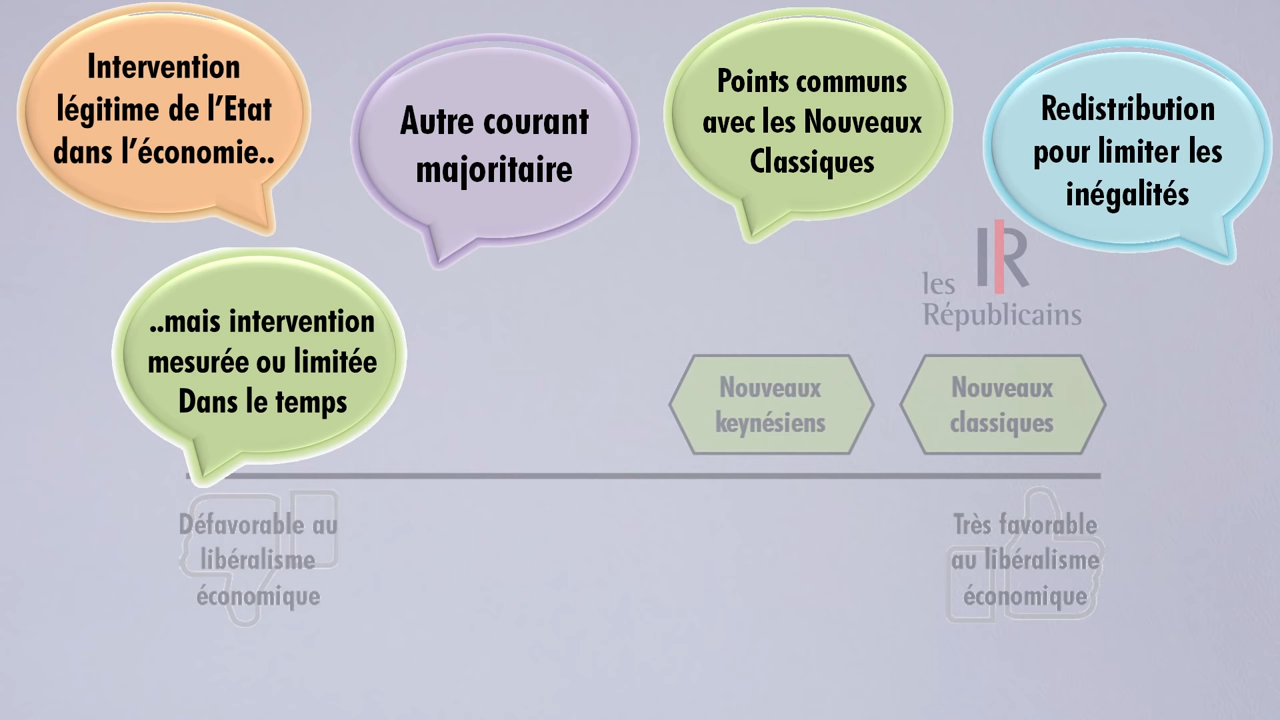 Intervention
légitime de l’Etat
dans l’économie..
Autre courant
majoritaire
Points communs
avec les Nouveaux
Classiques
Redistribution
pour limiter les
inégalités
..mais intervention
mesurée ou limitée
Dans le temps
lR
les
Républicains
Nouveaux
keynésiens
Nouveaux
classiques
Défavorable au
libéralisme
économique
Très favorable
au libéralisme
économique